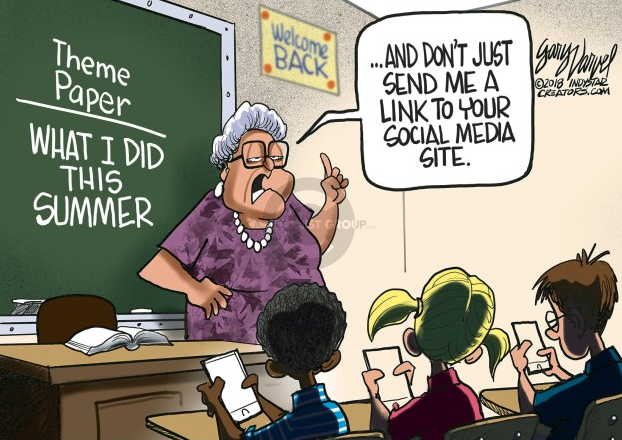 Theme
Paper
WHAT I DID
THIS
SUMMER
Welcome
BACK
...AND DON'T JUST
SEND ME A
LINK TO YOUR
SOCIAL MEDIA
SITE.
Gary Varvel
©2018 INDYSTAR
CREATORS.COM